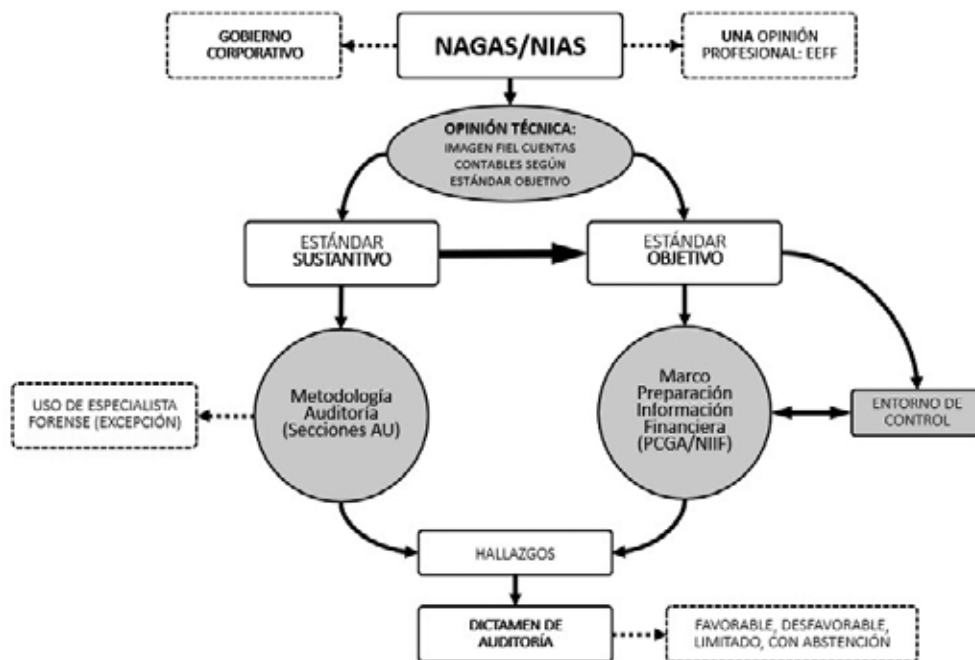 GOBIERNO
CORPORATIVO
NAGAS/NIAS
UNA OPINIÓN
PROFESIONAL: EEFF
OPINIÓN TÉCNICA:
IMAGEN FIEL CUENTAS
CONTABLES SEGÚN
ESTÁNDAR OBJETIVO
ESTÁNDAR
SUSTANTIVO
ESTÁNDAR
OBJETIVO
USO DE ESPECIALISTA
FORENSE (EXCEPCIÓN)
Metodología
Auditoría
(Secciones AU)
Marco
Preparación
Información
Financiera
(PCGA/NIIF)
ENTORNO DE
CONTROL
HALLAZGOS
DICTAMEN DE
AUDITORÍA
FAVORABLE, DESFAVORABLE,
LIMITADO, CON ABSTENCIÓN